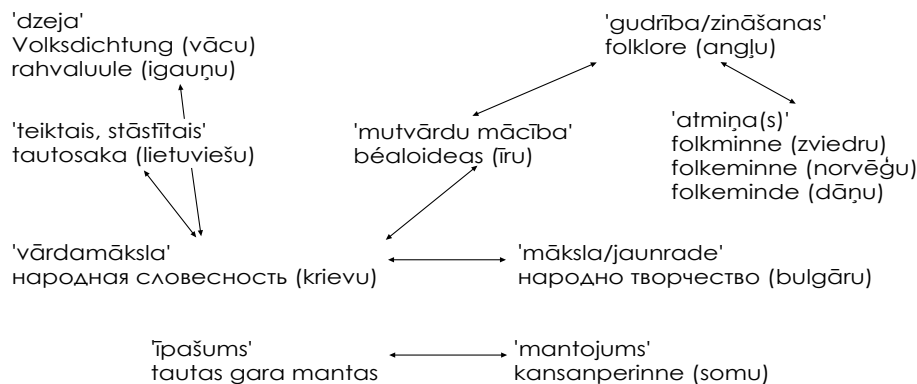 'dzeja'
Volksdichtung (vācu)
rahvaluule (igauņu)
'gudrība/zināšanas'
folklore (angļu)
'teiktais, stāstītais'
tautosaka (lietuviešu)
'mutvārdu mācība'
béaloideas (īru)
'atmiņa(s)'
folkminne (zviedru)
folkeminne (norvēģu)
folkeminde (dāņu)
'vārdamāksla'
народная словесность (krievu)
'māksla/jaunrade'
народно творчество (bulgāru)
'īpašums'
tautas gara mantas
'mantojums'
kansanperinne (somu)